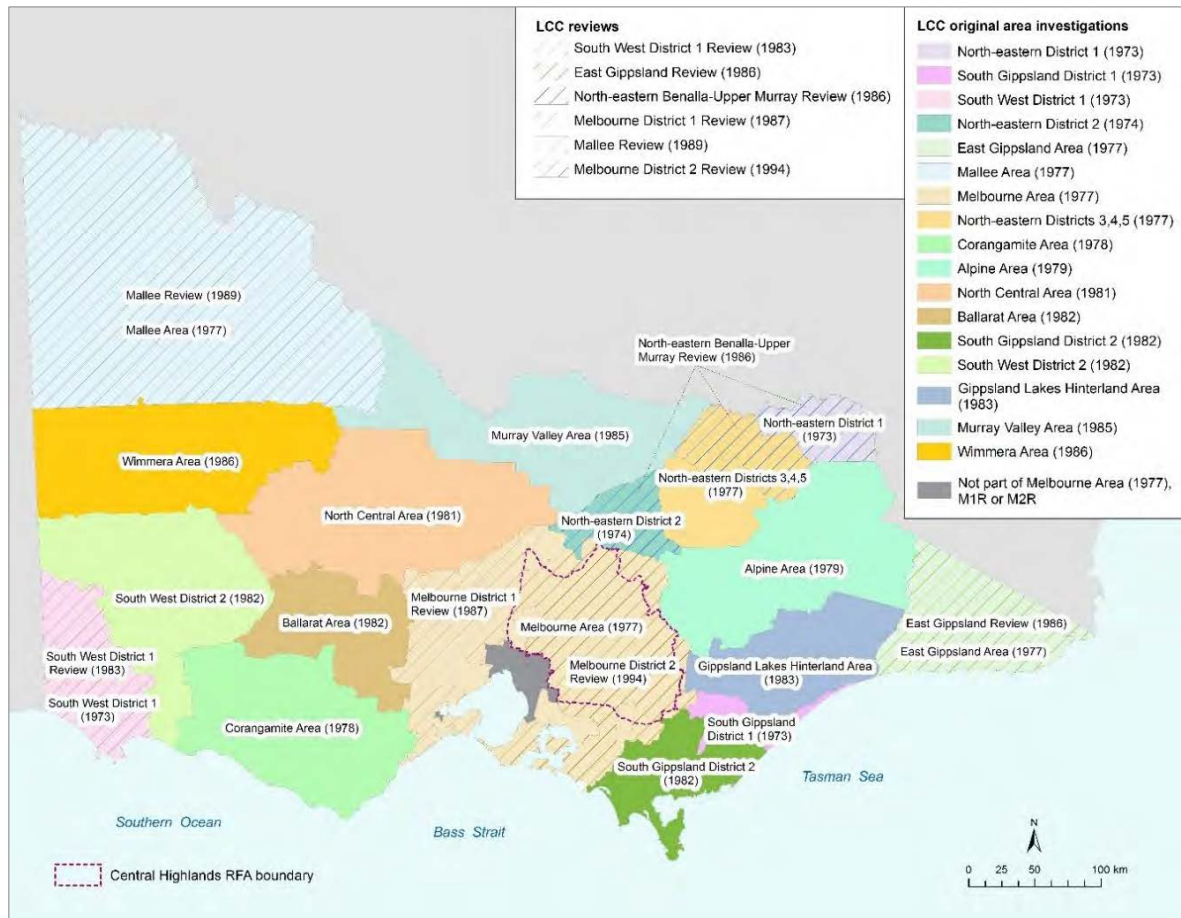 LCC reviews
South West District 1 Review (1983)
East Gippsland Review (1986)
North-eastern Benalla-Upper Murray Review (1986)
Melbourne District 1 Review (1987)
Mallee Review (1989)
Melbourne District 2 Review (1994)
LCC original area investigations
North-eastern District 1 (1973)
South Gippsland District 1 (1973)
South West District 1 (1973)
North-eastern District 2 (1974)
East Gippsland Area (1977)
Mallee Area (1977)
Melbourne Area (1977)
North-eastern Districts 3,4,5 (1977)
Corangamite Area (1978)
Alpine Area (1979)
North Central Area (1981)
Ballarat Area (1982)
South Gippsland District 2 (1982)
South West District 2 (1982)
Gippsland Lakes Hinterland Area
(1983)
Murray Valley Area (1985)
Wimmera Area (1986)
Not part of Melbourne Area (1977),
M1R or M2R
Mallee Review (1989)
Mallee Area (1977)
North-eastern Benalla-Upper
Murray Review (1986)
North-eastern District 1
(1973)
Murray Valley Area (1985)
Wimmera Area (1986)
North-eastern Districts 3,4,5
(1977)
North Central Area (1981)
North-eastern District 2
(1974)
Alpine Area (1979)
South West District 2 (1982)
Melbourne District 1
Review (1987)
Ballarat Area (1982)
Melbourne Area (1977)
East Gippsland Review (1986)
East Gippsland Area (1977)
South West District 1
Review (1983)
Melbourne District 2
Review (1994)
Gippsland Lakes Hinterland Area
(1983)
South West District 1
(1973)
Corangamite Area (1978)
South Gippsland
District 1 (1973)
South Gippsland District 2
(1982)
Tasman Sea
Southern Ocean
Bass Strait
N
Central Highlands RFA boundary
0 25 50 100 km